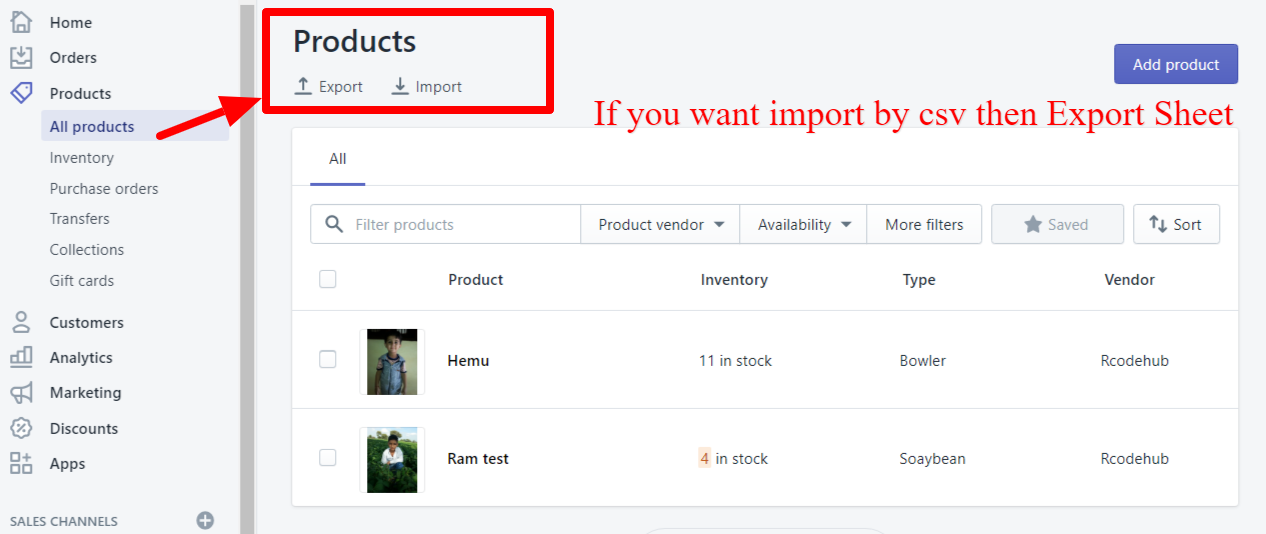 Home
Orders
Products
All products
Inventory
Purchase orders
Transfers
Collections
Gift cards
Customers
Analytics
Marketing
Discounts
Apps
SALES CHANNELS
Products
Export Import
Add product
If you want import by csv then Export Sheet
All
Filter products Product vendor Availability More filters Saved Sort
Product Inventory Type Vendor
Hemu 11 in stock Bowler Rcodehub
Ram test 4 in stock Soaybean Rcodehub